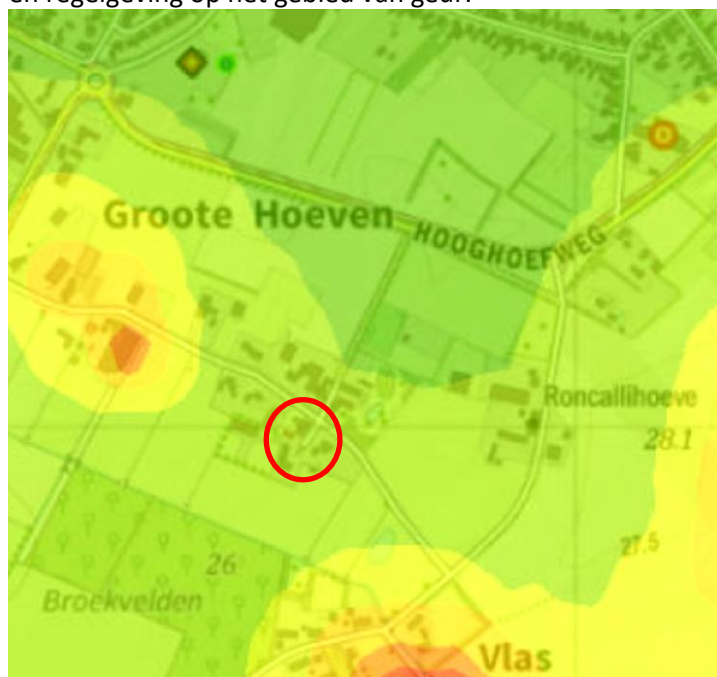 en regelgeving op het gebied van geur.
Groote Hoeven
HOOGHOEFWEG
Roncallihoeve
28.1
27.5
26
Broekvelden
Vlas